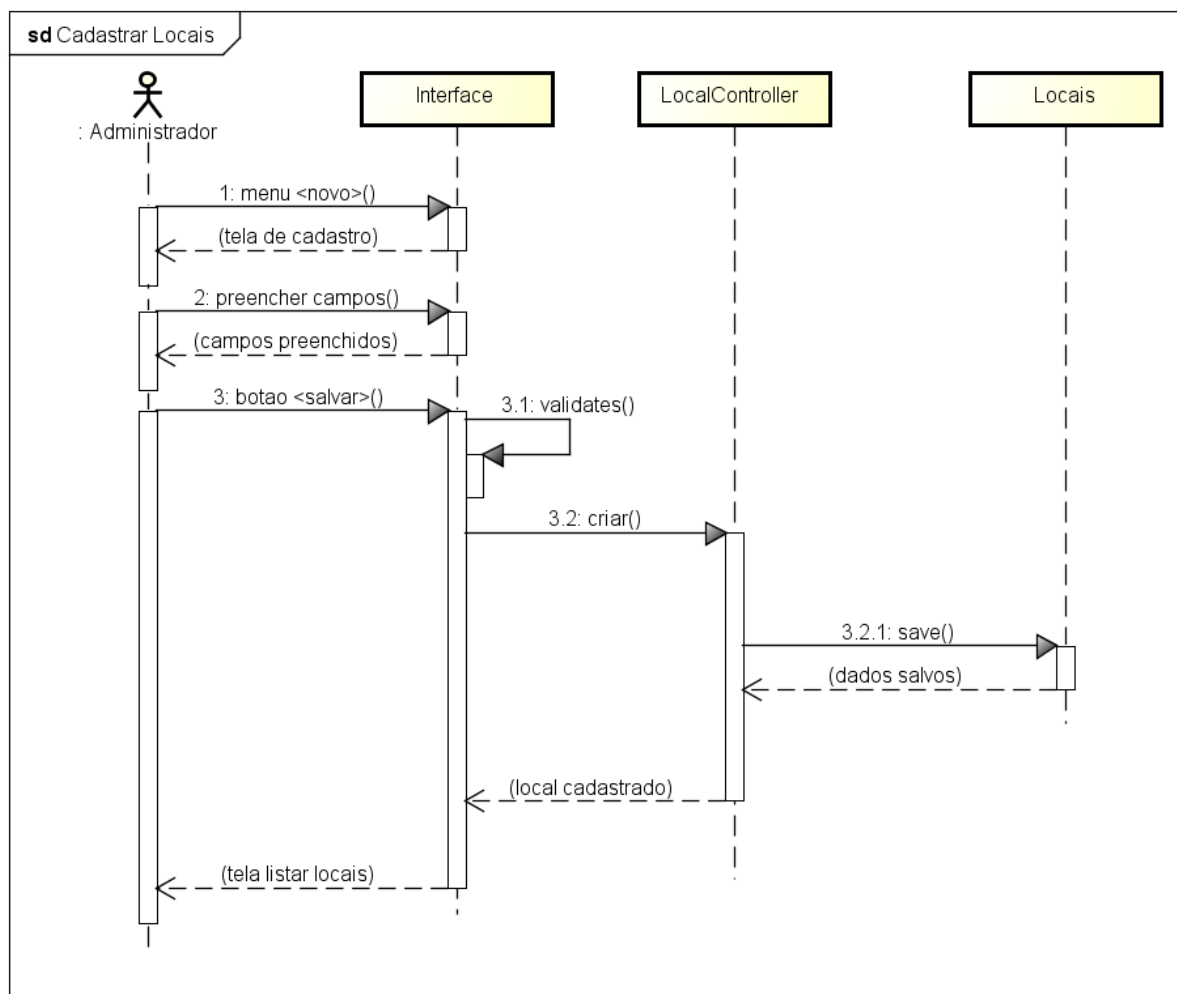 sd Cadastrar Locais
: Administrador
Interface
LocalController
Locais
1: menu <novo>()
(tela de cadastro)
2: preencher campos()
(campos preenchidos)
3: botao <salvar>()
3.1: validates()
3.2: criar()
3.2.1: save()
(dados salvos)
(local cadastrado)
(tela listar locais)